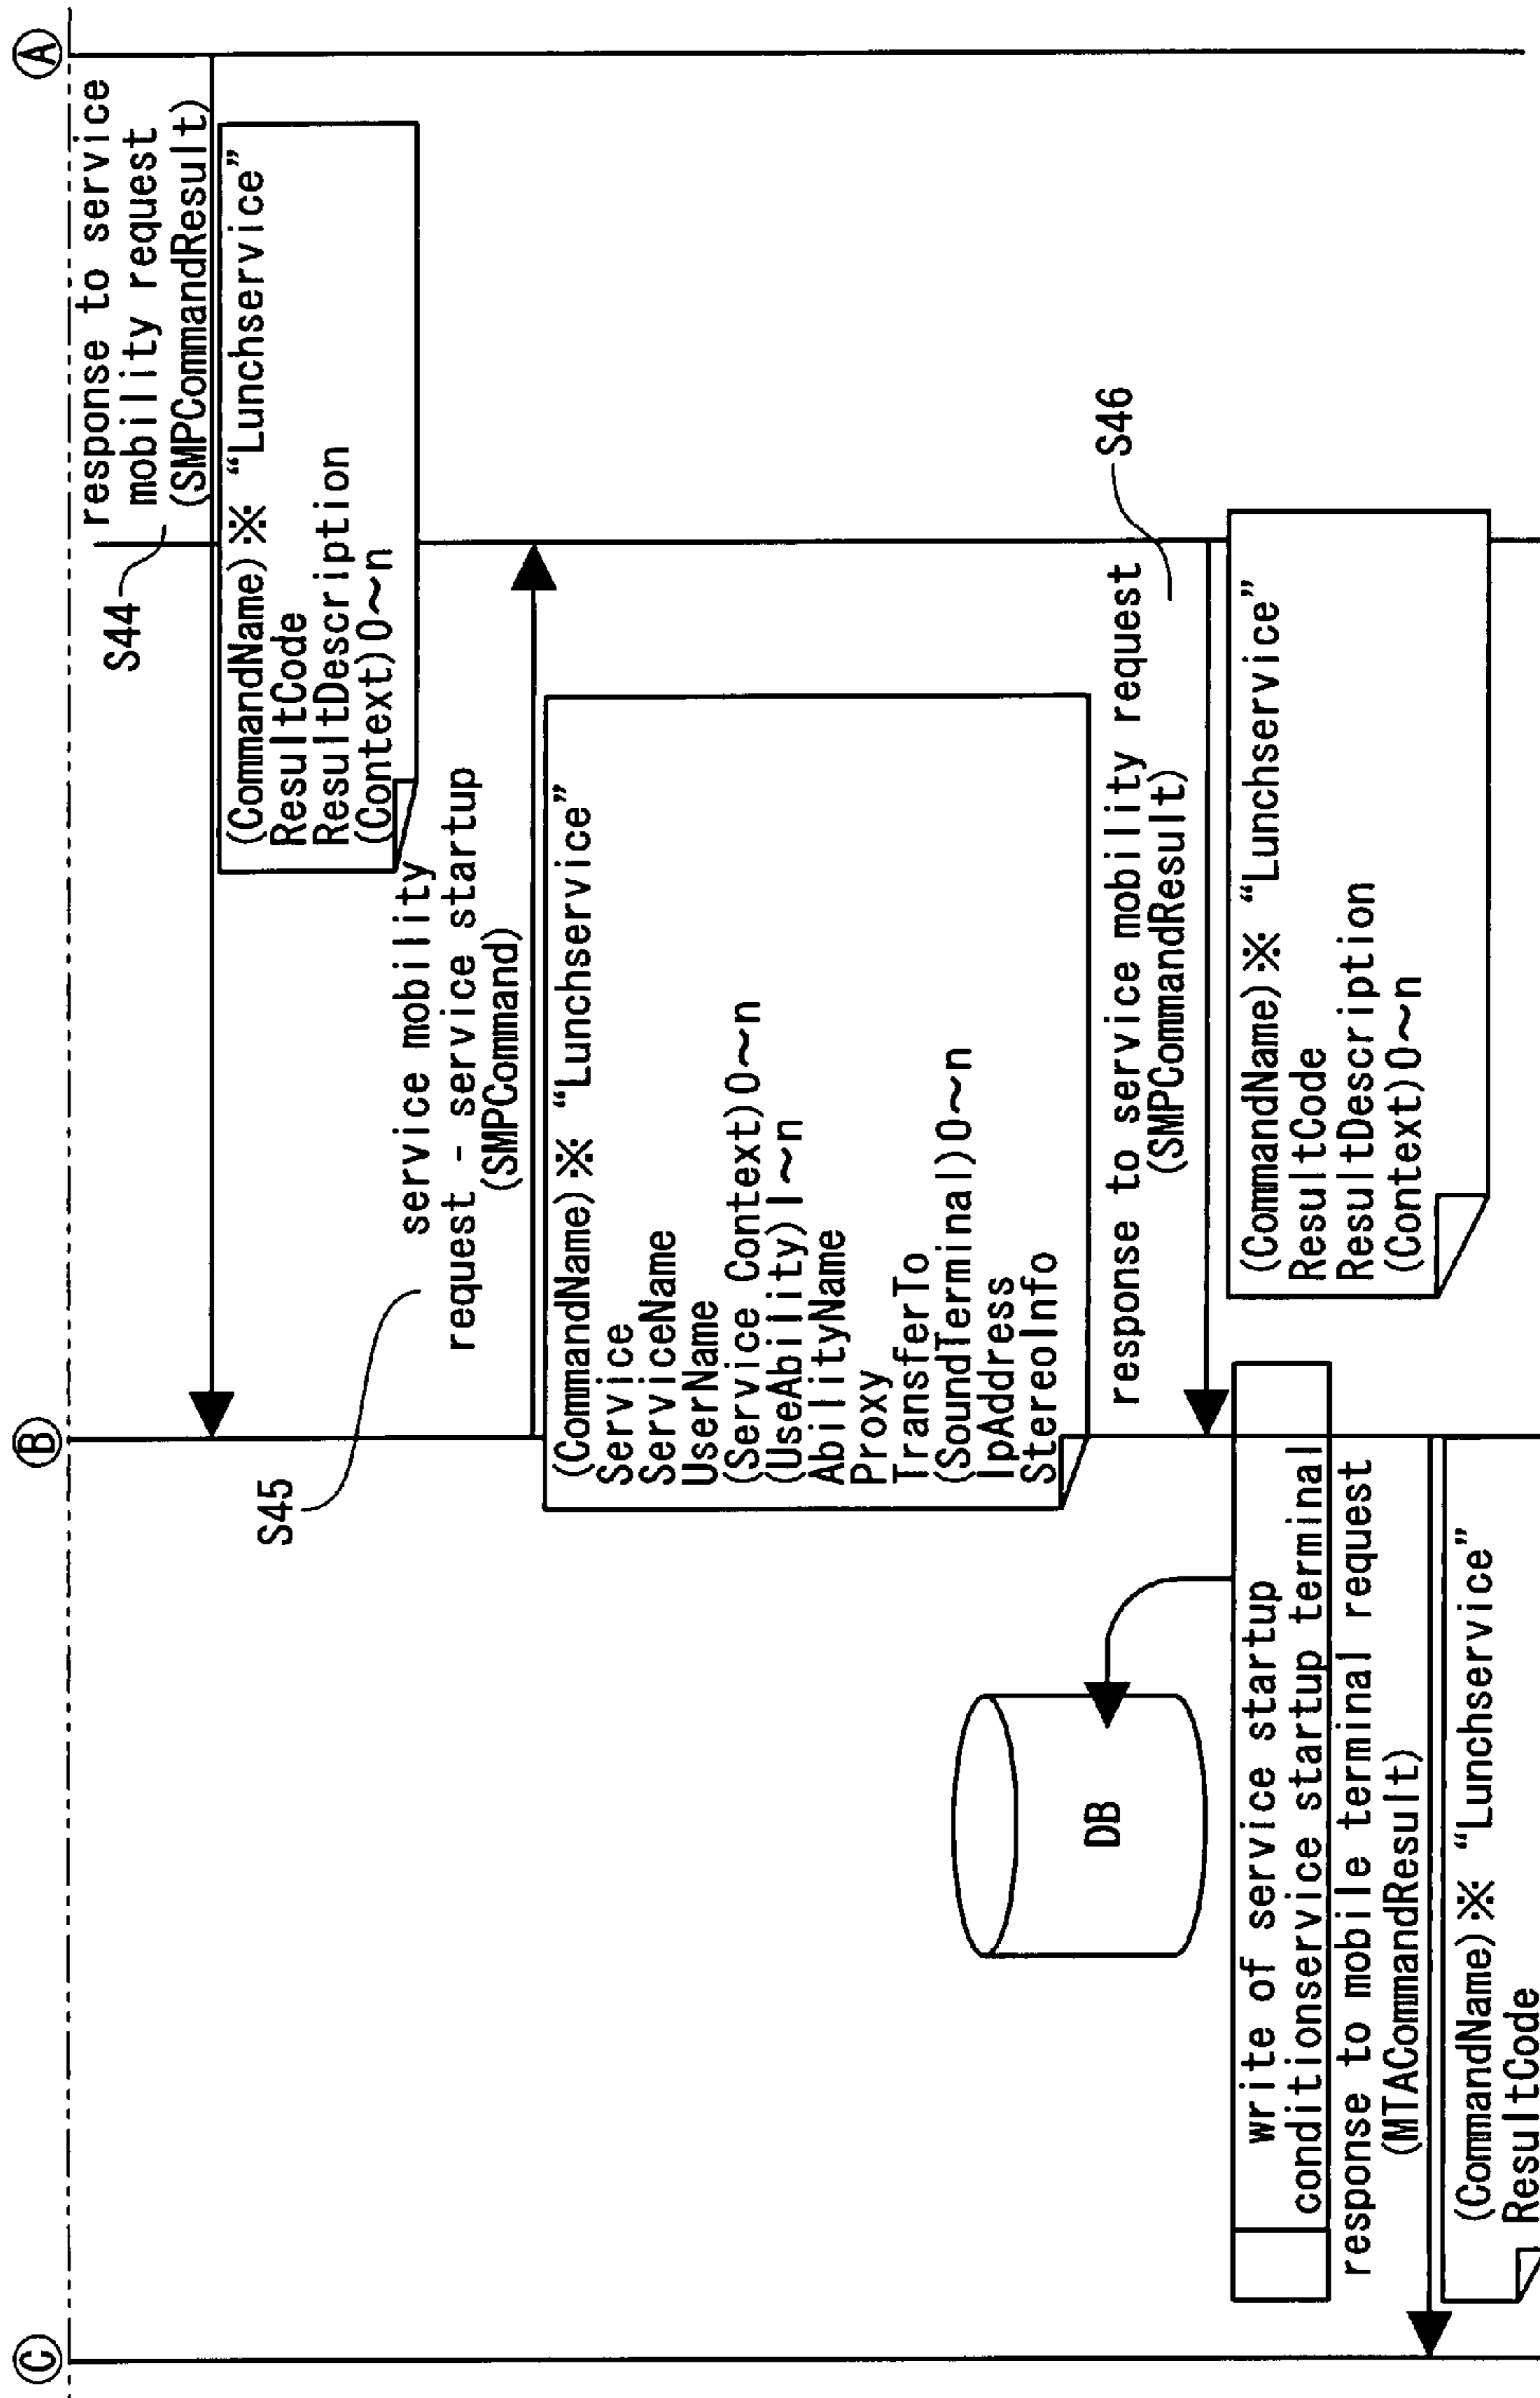 Ⓐ
Ⓑ
Ⓒ
response to service
mobility request
(SMPCommandResult)
S44
(CommandName)※ “Lunchservice”
ResultCode
ResultDescription
(Context)0~n
service mobility
request - service startup
(SMPCommand)
S45
(CommandName)※ “Lunchservice”
Service
ServiceName
UserName
(Service Context)0~n
(UseAbility)1~n
AbilityName
Proxy
TransferTo
(SoundTerminal)0~n
IpAddress
StereoInfo
response to service mobility request
(SMPCommandResult)
S46
(CommandName)※ “Lunchservice”
ResultCode
ResultDescription
(Context)0~n
DB
write of service startup
conditionservice startup terminal
response to mobile terminal request
(MTACommandResult)
(CommandName)※ “Lunchservice”
ResultCode